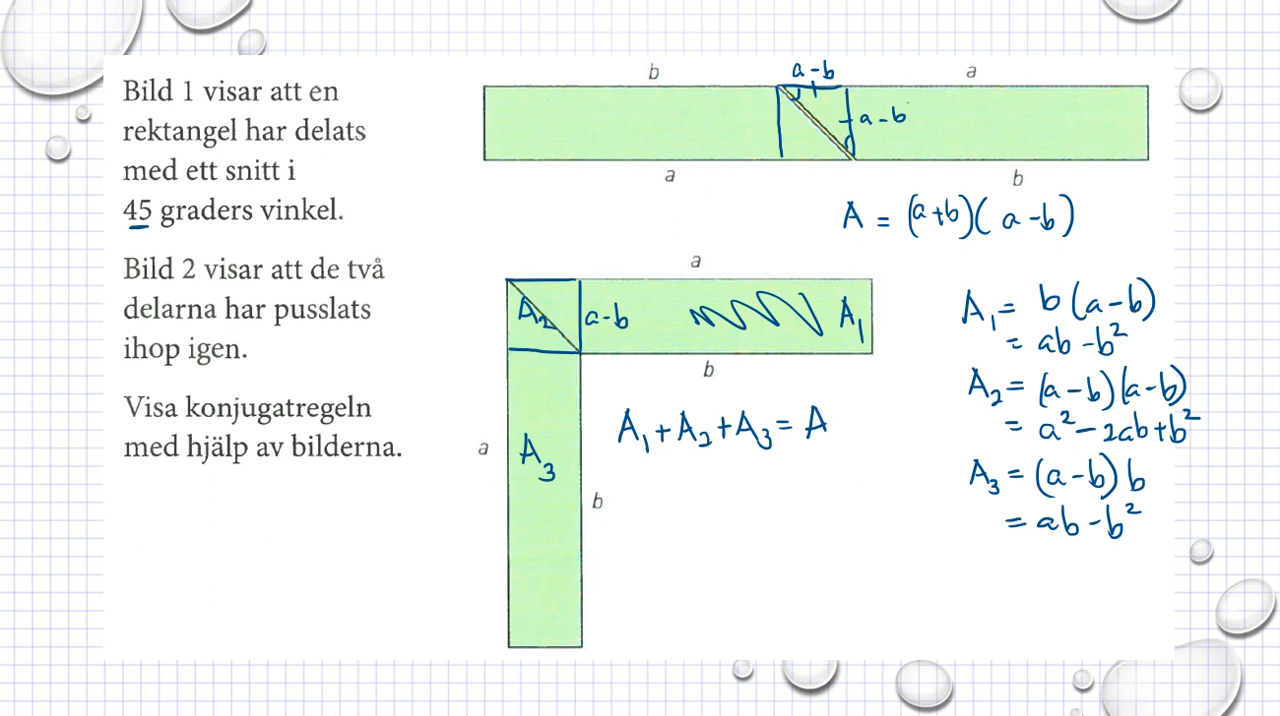 Bild 1 visar att en
rektangel har delats
med ett snitt i
45 graders vinkel.
Bild 2 visar att de två
delarna har pusslats
ihop igen.
Visa konjugatregeln
med hjälp av bilderna.
b
a-b
a
a-b
a
b
A = (a+b)(a-b)
a
A₂
a-b
A₁
b
a
A₃
b
A₁+A₂+A₃=A
A₁= b(a-b)
= ab-b²
A₂=(a-b)(a-b)
= a²-2ab+b²
A₃=(a-b)b
= ab-b²